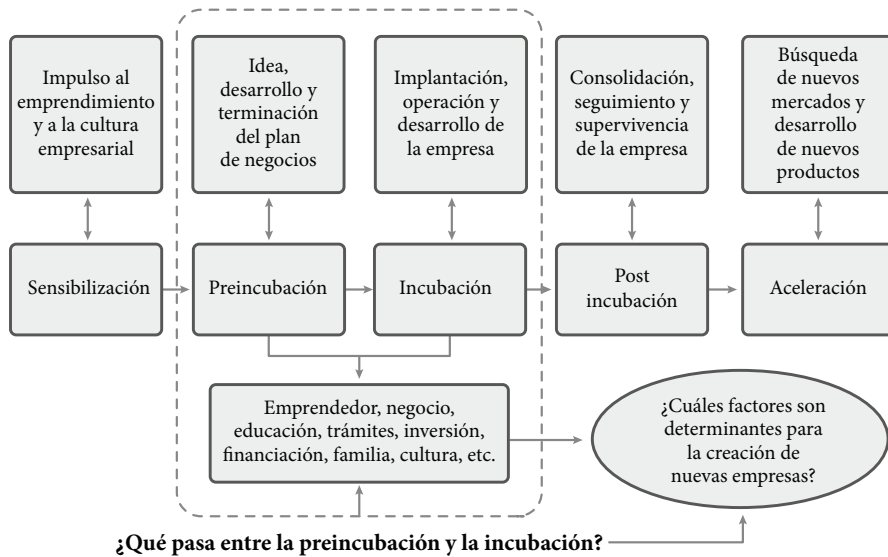 Impulso al
emprendimiento
y a la cultura
empresarial
Idea,
desarrollo y
terminación
del plan
de negocios
Implantación,
operación y
desarrollo de
la empresa
Consolidación,
seguimiento y
supervivencia
de la empresa
Búsqueda
de nuevos
mercados y
desarrollo
de nuevos
productos
Sensibilización
Preincubación
Incubación
Post
incubación
Aceleración
Emprendedor, negocio,
educación, trámites, inversión,
financiación, familia, cultura, etc.
¿Cuáles factores son
determinantes para
la creación de
nuevas empresas?
¿Qué pasa entre la preincubación y la incubación?